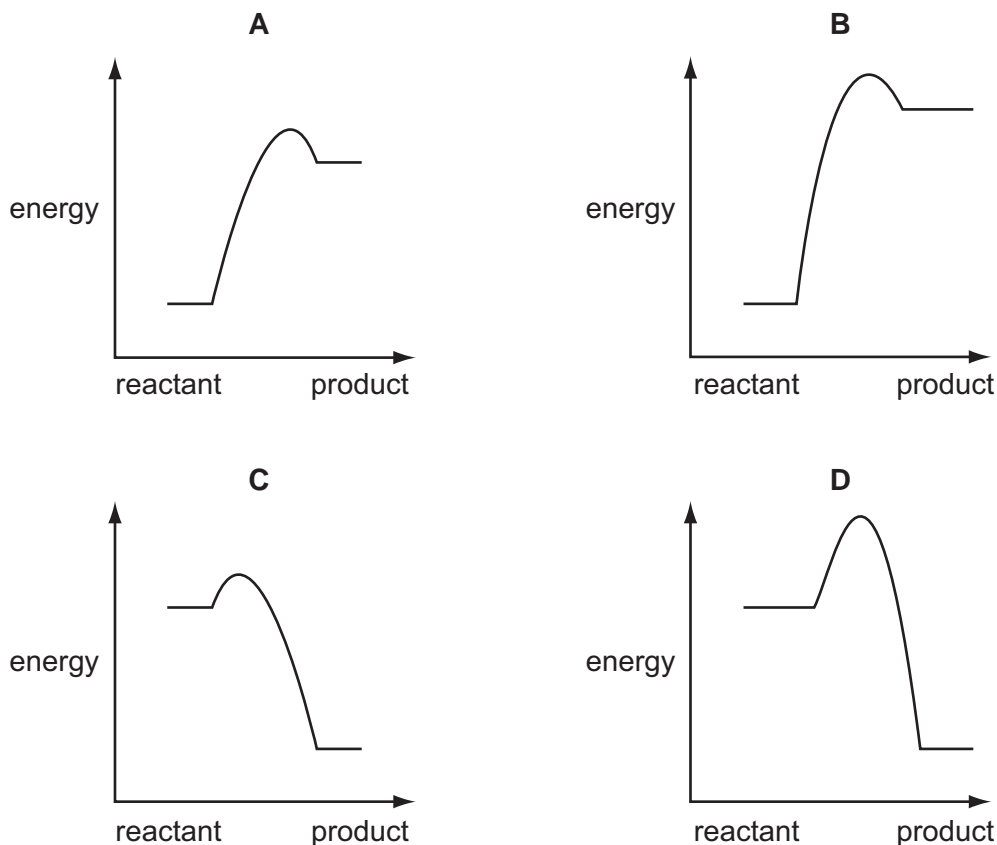 A
B
energy
energy
reactant product
reactant product
C
D
energy
energy
reactant product
reactant product